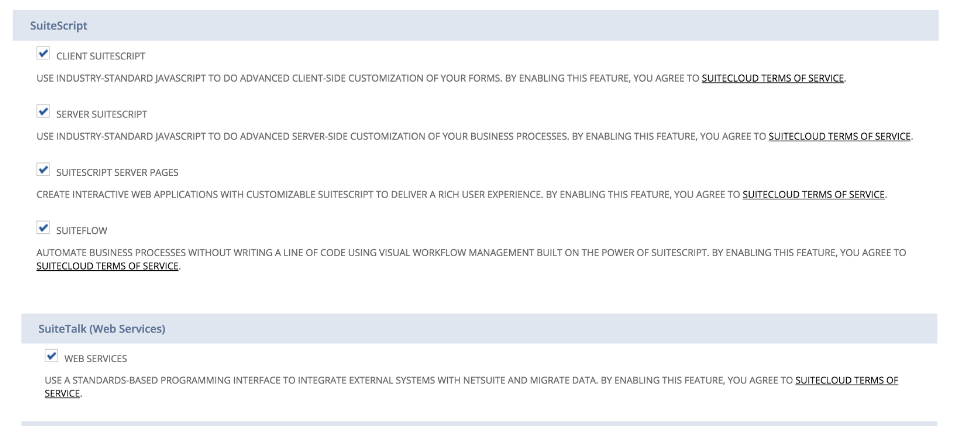 SuiteScript
CLIENT SUITESCRIPT
USE INDUSTRY-STANDARD JAVASCRIPT TO DO ADVANCED CLIENT-SIDE CUSTOMIZATION OF YOUR FORMS. BY ENABLING THIS FEATURE, YOU AGREE TO SUITECLOUD TERMS OF SERVICE.
SERVER SUITESCRIPT
USE INDUSTRY-STANDARD JAVASCRIPT TO DO ADVANCED SERVER-SIDE CUSTOMIZATION OF YOUR BUSINESS PROCESSES. BY ENABLING THIS FEATURE, YOU AGREE TO SUITECLOUD TERMS OF SERVICE.
SUITESCRIPT SERVER PAGES
CREATE INTERACTIVE WEB APPLICATIONS WITH CUSTOMIZABLE SUITESCRIPT TO DELIVER A RICH USER EXPERIENCE. BY ENABLING THIS FEATURE, YOU AGREE TO SUITECLOUD TERMS OF SERVICE.
SUITEFLOW
AUTOMATE BUSINESS PROCESSES WITHOUT WRITING A LINE OF CODE USING VISUAL WORKFLOW MANAGEMENT BUILT ON THE POWER OF SUITESCRIPT. BY ENABLING THIS FEATURE, YOU AGREE TO
SUITECLOUD TERMS OF SERVICE.
SuiteTalk (Web Services)
WEB SERVICES
USE A STANDARDS-BASED PROGRAMMING INTERFACE TO INTEGRATE EXTERNAL SYSTEMS WITH NETSUITE AND MIGRATE DATA. BY ENABLING THIS FEATURE, YOU AGREE TO SUITECLOUD TERMS OF
SERVICE.